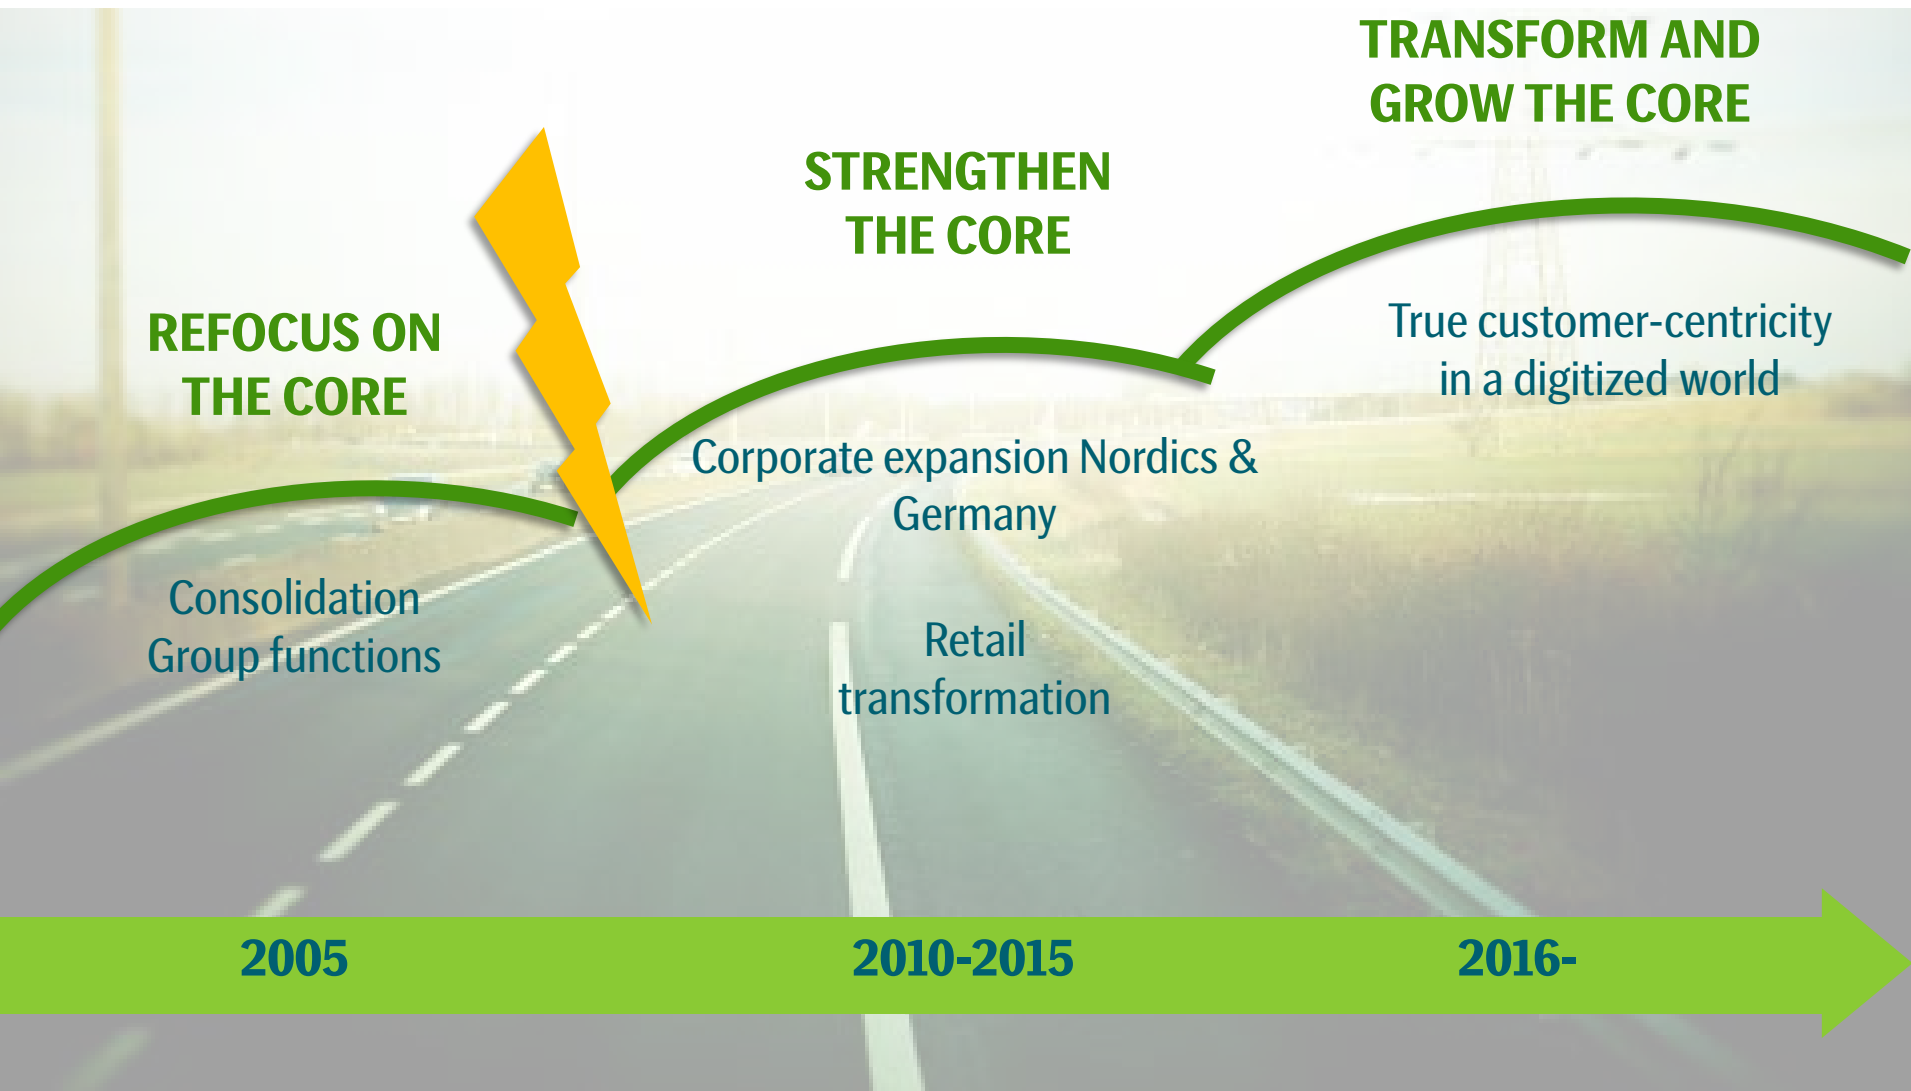 REFOCUS ON
THE CORE
Consolidation
Group functions
STRENGTHEN
THE CORE
Corporate expansion Nordics &
Germany
Retail
transformation
TRANSFORM AND
GROW THE CORE
True customer-centricity
in a digitized world
2005
2010-2015
2016-